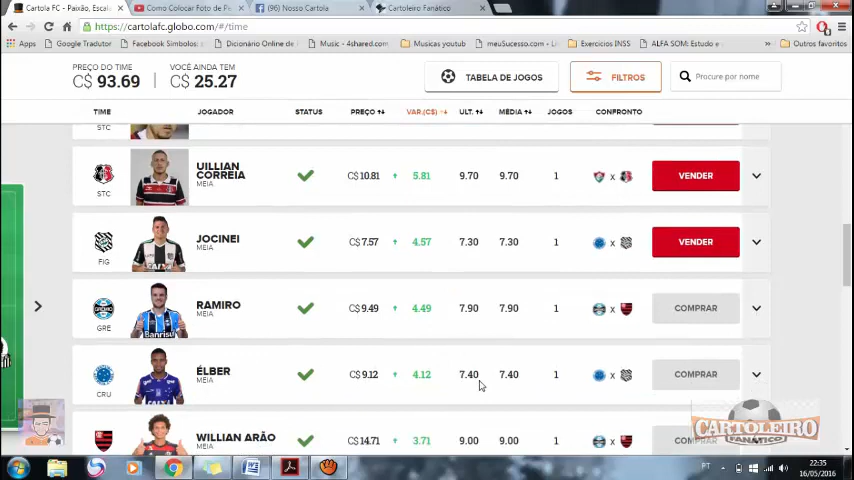 Cartola FC - Paixão, Escala
Como Colocar Foto de P
(96) Nosso Cartola
Cartoleiro Fanático
https://cartolafc.globo.com/#/time
Apps
Google Tradutor
Facebook Símbolos:
Dicionário Online de
Music - 4shared.com
Musicas youtub
meuSucesso.com - L
Exercicios INSS
ALFA SOM: Estudo e
Outros favoritos
PREÇO DO TIME
C$ 93.69
VOCÊ AINDA TEM
C$ 25.27
TABELA DE JOGOS
FILTROS
Procure por nome
TIME JOGADOR STATUS PREÇO VAR.(C$) ULT. MÉDIA JOGOS CONFRONTO
STC
STC UILLIAN CORREIA MEIA C$ 10.81 5.81 9.70 9.70 1 x VENDER
FIG JOCINEI MEIA C$ 7.57 4.57 7.30 7.30 1 x VENDER
GRE RAMIRO MEIA C$ 9.49 4.49 7.90 7.90 1 x COMPRAR
CRU ÉLBER MEIA C$ 9.12 4.12 7.40 7.40 1 x COMPRAR
WILLIAN ARÃO C$ 14.71 3.71 9.00 9.00 1 x COMPRAR
CARTOLEIRO
FANÁTICO
PT
22:35
16/05/2016